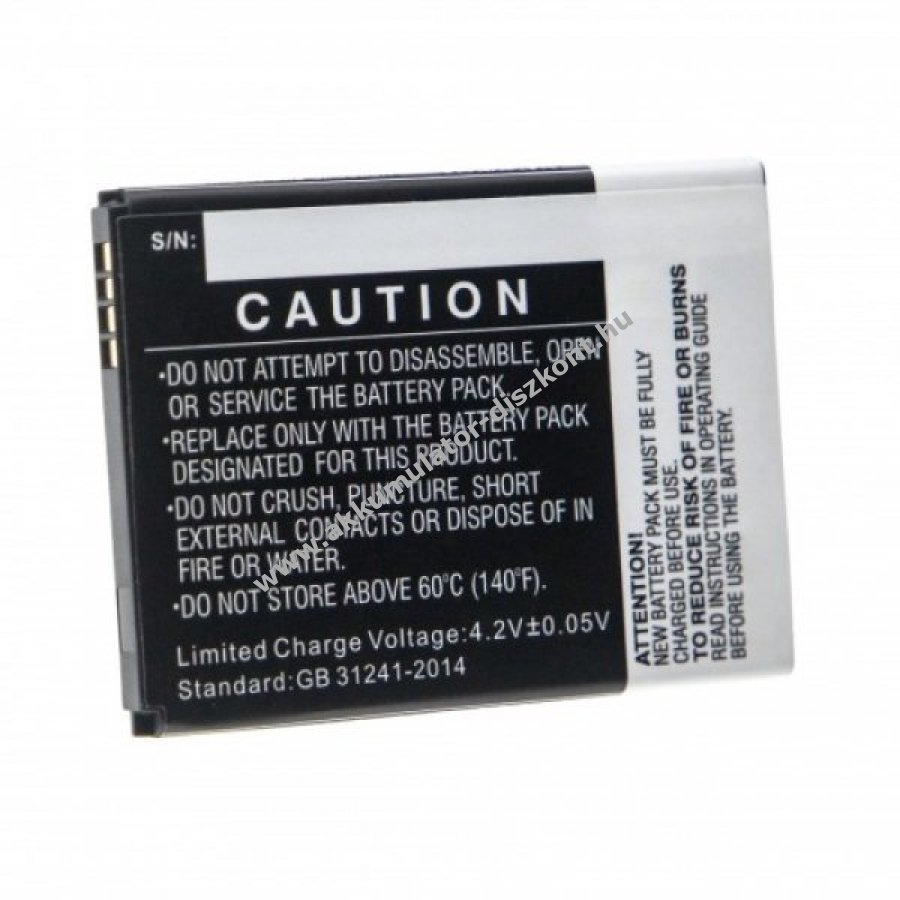 S/N:
CAUTION
•DO NOT ATTEMPT TO DISASSEMBLE, OPEN
OR SERVICE THE BATTERY PACK.
•REPLACE ONLY WITH THE BATTERY PACK
DESIGNATED FOR THIS PRODUCT.
•DO NOT CRUSH, PUNCTURE, SHORT
EXTERNAL CONTACTS OR DISPOSE OF IN
FIRE OR WATER.
•DO NOT STORE ABOVE 60°C (140°F).
Limited Charge Voltage:4.2V±0.05V
Standard:GB 31241-2014
ATTENTION!
NEW BATTERY PACK MUST BE FULLY
CHARGED BEFORE USE.
TO REDUCE RISK OF FIRE OR BURNS
READ INSTRUCTIONS IN OPERATING GUIDE
BEFORE USING THE BATTERY.
www.akkumulator-diszkont.hu